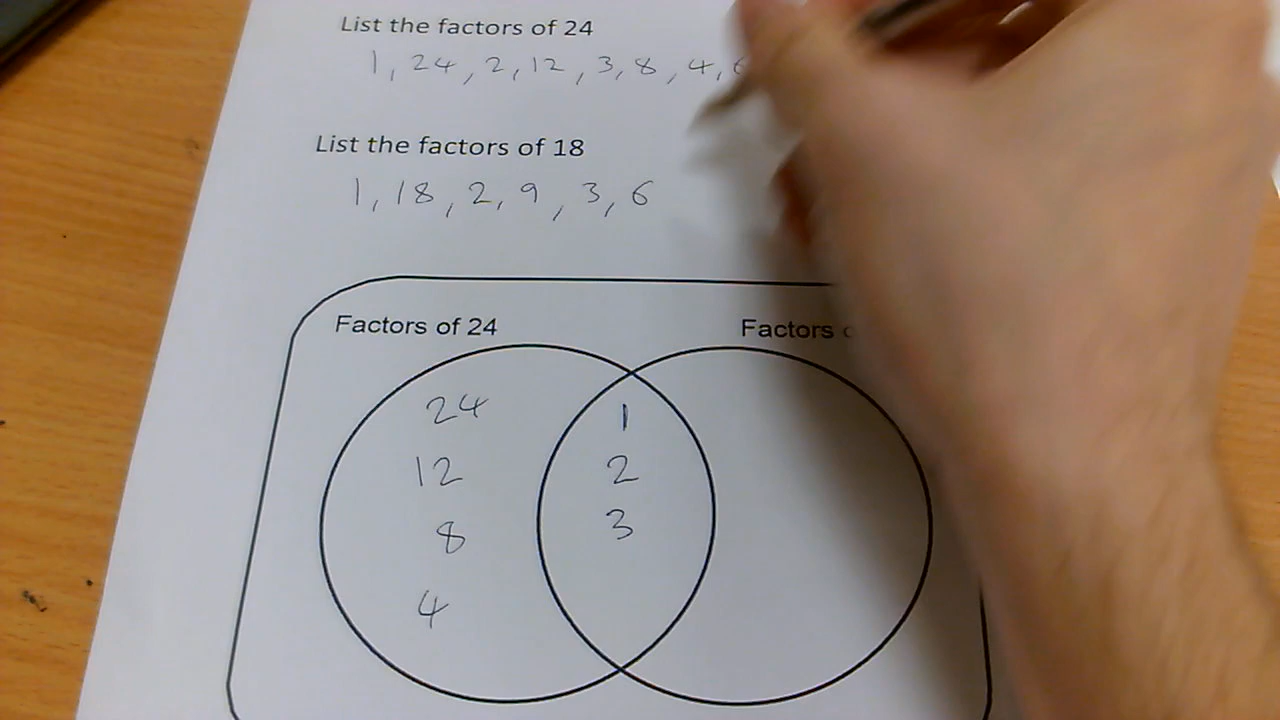 List the factors of 24
1, 24, 2, 12, 3, 8, 4, 6
List the factors of 18
1, 18, 2, 9, 3, 6
Factors of 24
Factors
24
1
12
2
8
3
4